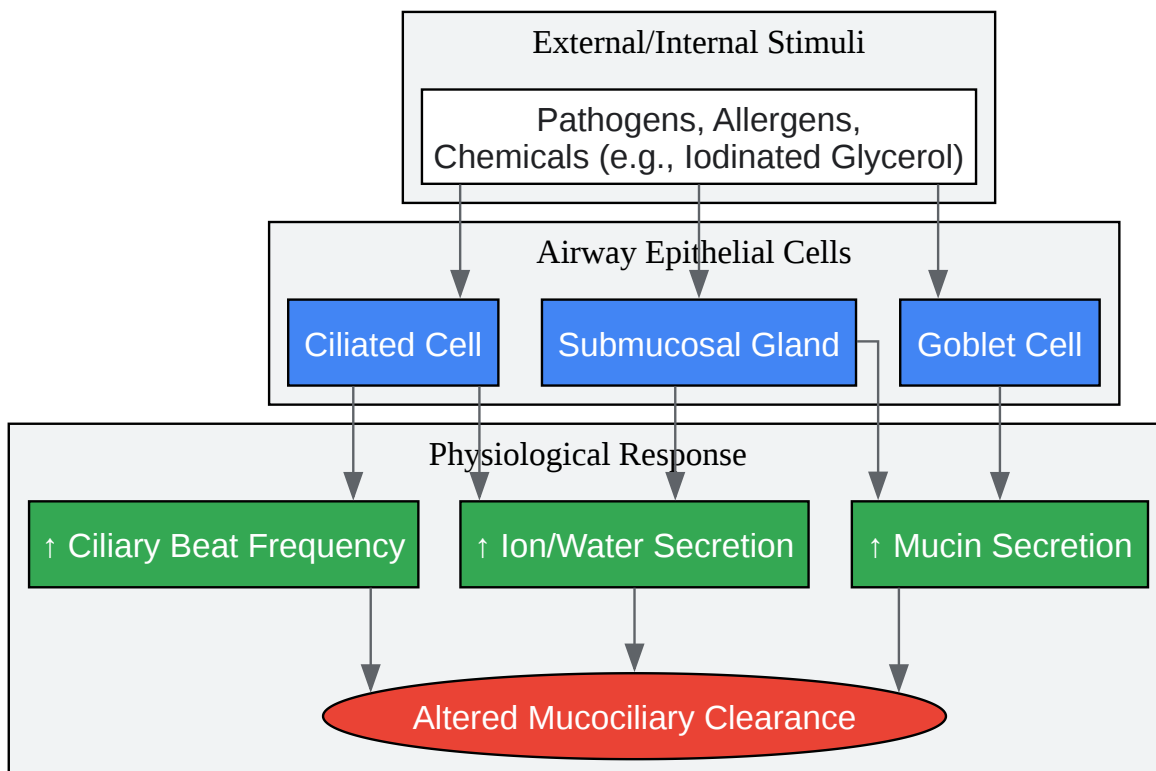 External/Internal Stimuli
Pathogens, Allergens,
Chemicals (e.g., Iodinated Glycerol)
Airway Epithelial Cells
Ciliated Cell
Submucosal Gland
Goblet Cell
Physiological Response
↑ Ciliary Beat Frequency
↑ Ion/Water Secretion
↑ Mucin Secretion
Altered Mucociliary Clearance